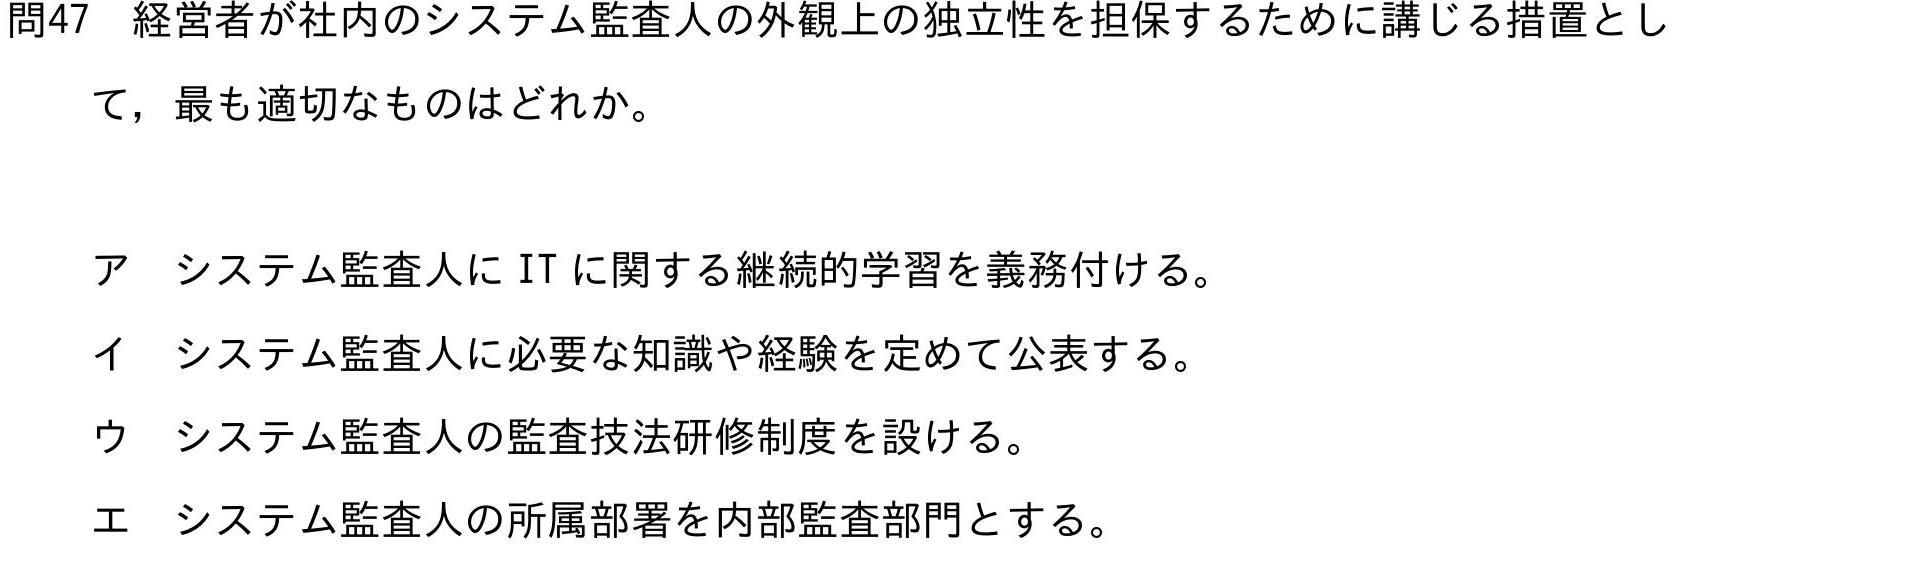 問47　経営者が社内のシステム監査人の外観上の独立性を担保するために講じる措置とし
て，最も適切なものはどれか。
ア　システム監査人に IT に関する継続的学習を義務付ける。
イ　システム監査人に必要な知識や経験を定めて公表する。
ウ　システム監査人の監査技法研修制度を設ける。
エ　システム監査人の所属部署を内部監査部門とする。